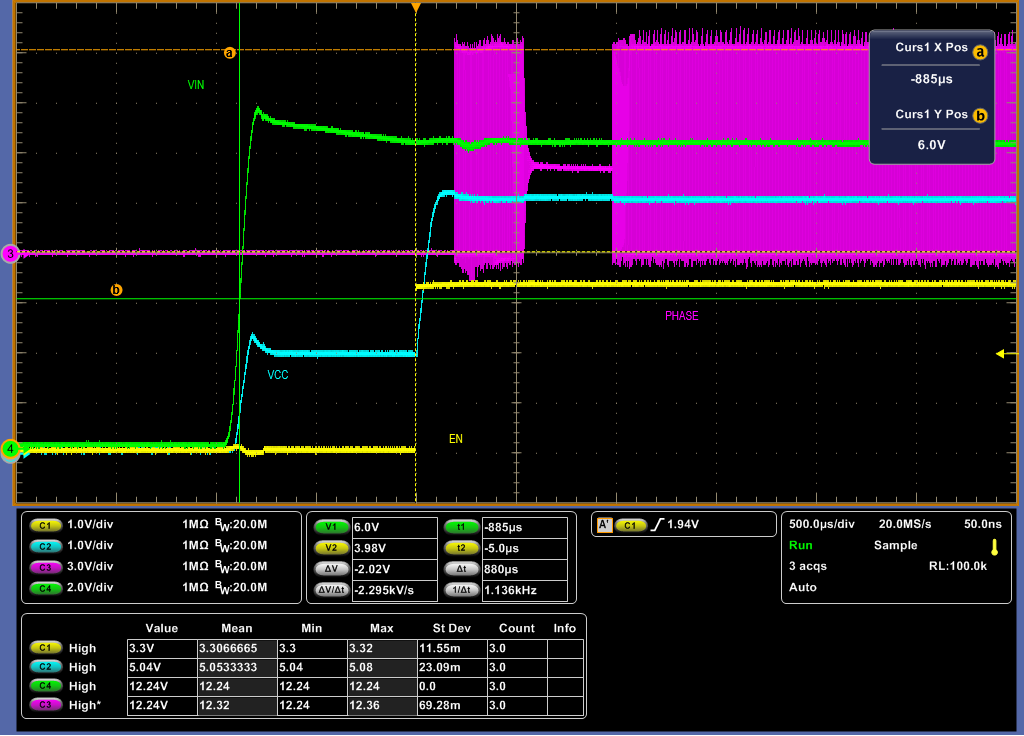 a
Curs1 X Pos a
-885µs
Curs1 Y Pos b
6.0V
VIN
3
b
PHASE
VCC
EN
4
C1 1.0V/div 1MΩ BW:20.0M
C2 1.0V/div 1MΩ BW:20.0M
C3 3.0V/div 1MΩ BW:20.0M
C4 2.0V/div 1MΩ BW:20.0M
V1 6.0V t1 -885µs
V2 3.98V t2 -5.0µs
ΔV -2.02V Δt 880µs
ΔV/Δt -2.295kV/s 1/Δt 1.136kHz
A' C1 1.94V
500.0µs/div 20.0MS/s 50.0ns
Run Sample
3 acqs RL:100.0k
Auto
Value Mean Min Max St Dev Count Info
C1 High 3.3V 3.3066665 3.3 3.32 11.55m 3.0
C2 High 5.04V 5.0533333 5.04 5.08 23.09m 3.0
C4 High 12.24V 12.24 12.24 12.24 0.0 3.0
C3 High* 12.24V 12.32 12.24 12.36 69.28m 3.0